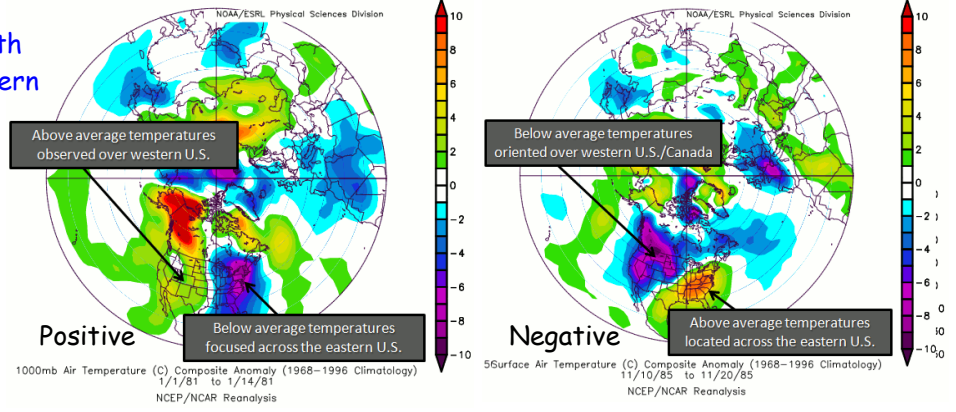 th
ern
NOAA/ESRL Physical Sciences Division
Above average temperatures
observed over western U.S.
Below average temperatures
focused across the eastern U.S.
Positive
1000mb Air Temperature (C) Composite Anomaly (1968-1996 Climatology)
1/1/81 to 1/14/81
NCEP/NCAR Reanalysis
10
8
6
4
2
0
-2
-4
-6
-8
-10
NOAA/ESRL Physical Sciences Division
Below average temperatures
oriented over western U.S./Canada
Above average temperatures
located across the eastern U.S.
Negative
5Surface Air Temperature (C) Composite Anomaly (1968-1996 Climatology)
11/10/85 to 11/20/85
NCEP/NCAR Reanalysis
10
8
6
4
2
0
-2
-4
-6
-8
-10